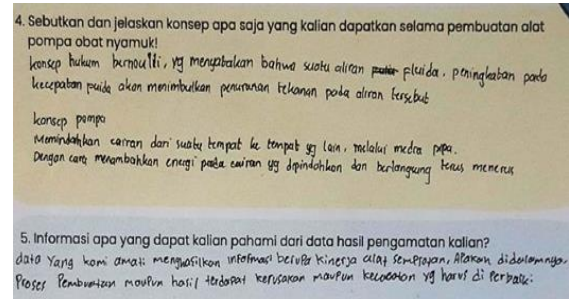 4. Sebutkan dan jelaskan konsep apa saja yang kalian dapatkan selama pembuatan alat
pompa obat nyamuk!
konsep hukum bernoulli, yg menyatakan bahwa suatu aliran fluida, peningkatan pada
kecepatan fluida akan menimbulkan penurunan tekanan pada aliran tersebut
konsep pompa
Memindahkan cairan dari suatu tempat ke tempat yg lain, melalui media pipa.
Dengan cara menambahkan energi pada cairan yg dipindahkan dan berlangsung terus menerus
5. Informasi apa yang dapat kalian pahami dari data hasil pengamatan kalian?
data Yang kami amati menghasilkan informasi berupa Kinerja alat Semprotan, Apakah didalamnya.
Proses Pembuatan maupun hasil terdapat kerusakan maupun kecacatan yg harus di Perbaiki.